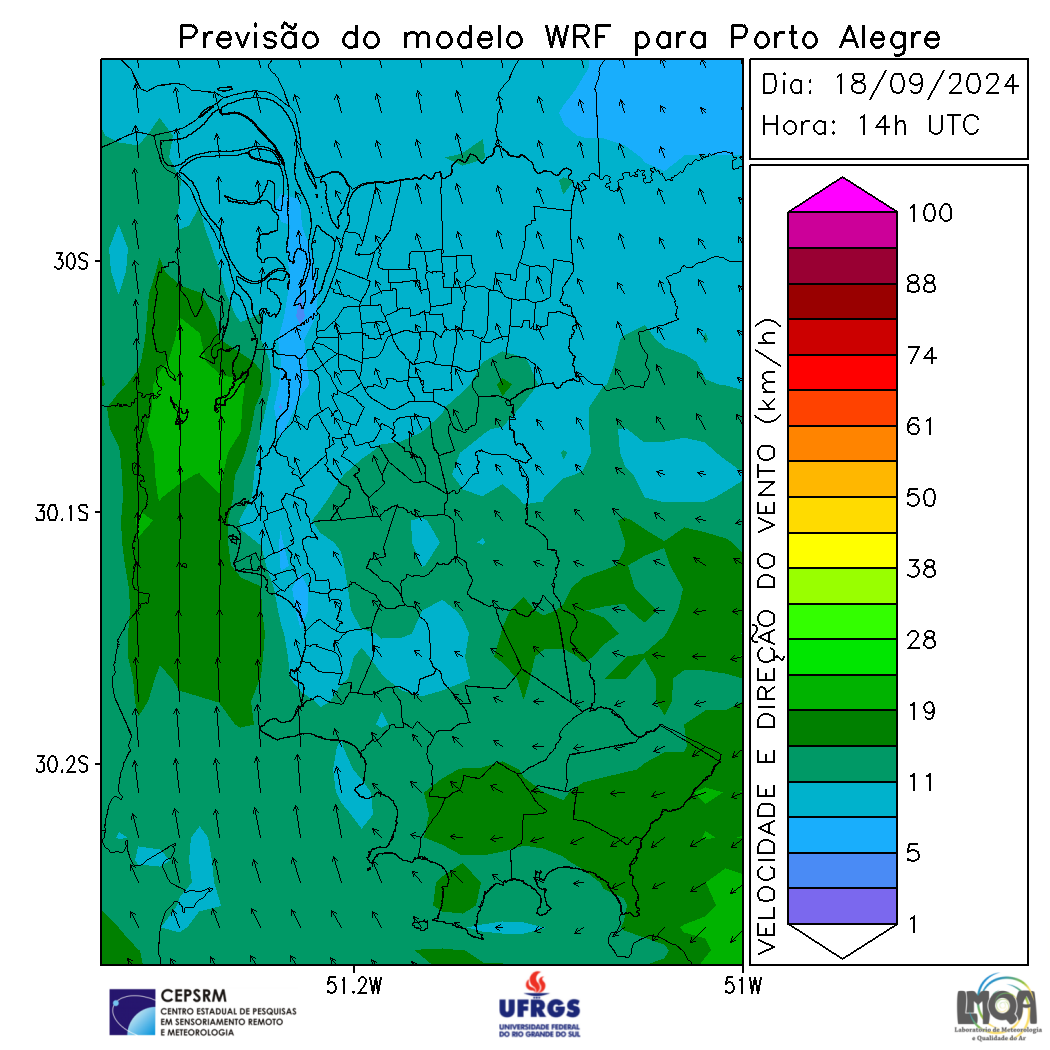 Previsão do modelo WRF para Porto Alegre
Dia: 18/09/2024
Hora: 14h UTC
30S
30.1S
30.2S
51.2W
51W
VELOCIDADE E DIREÇÃO DO VENTO (km/h)
100
88
74
61
50
38
28
19
11
5
1
CEPSRM
CENTRO ESTADUAL DE PESQUISAS
EM SENSORIAMENTO REMOTO
E METEOROLOGIA
UFRGS
UNIVERSIDADE FEDERAL
DO RIO GRANDE DO SUL
LMQA
Laboratório de Meteorologia
e Qualidade do Ar